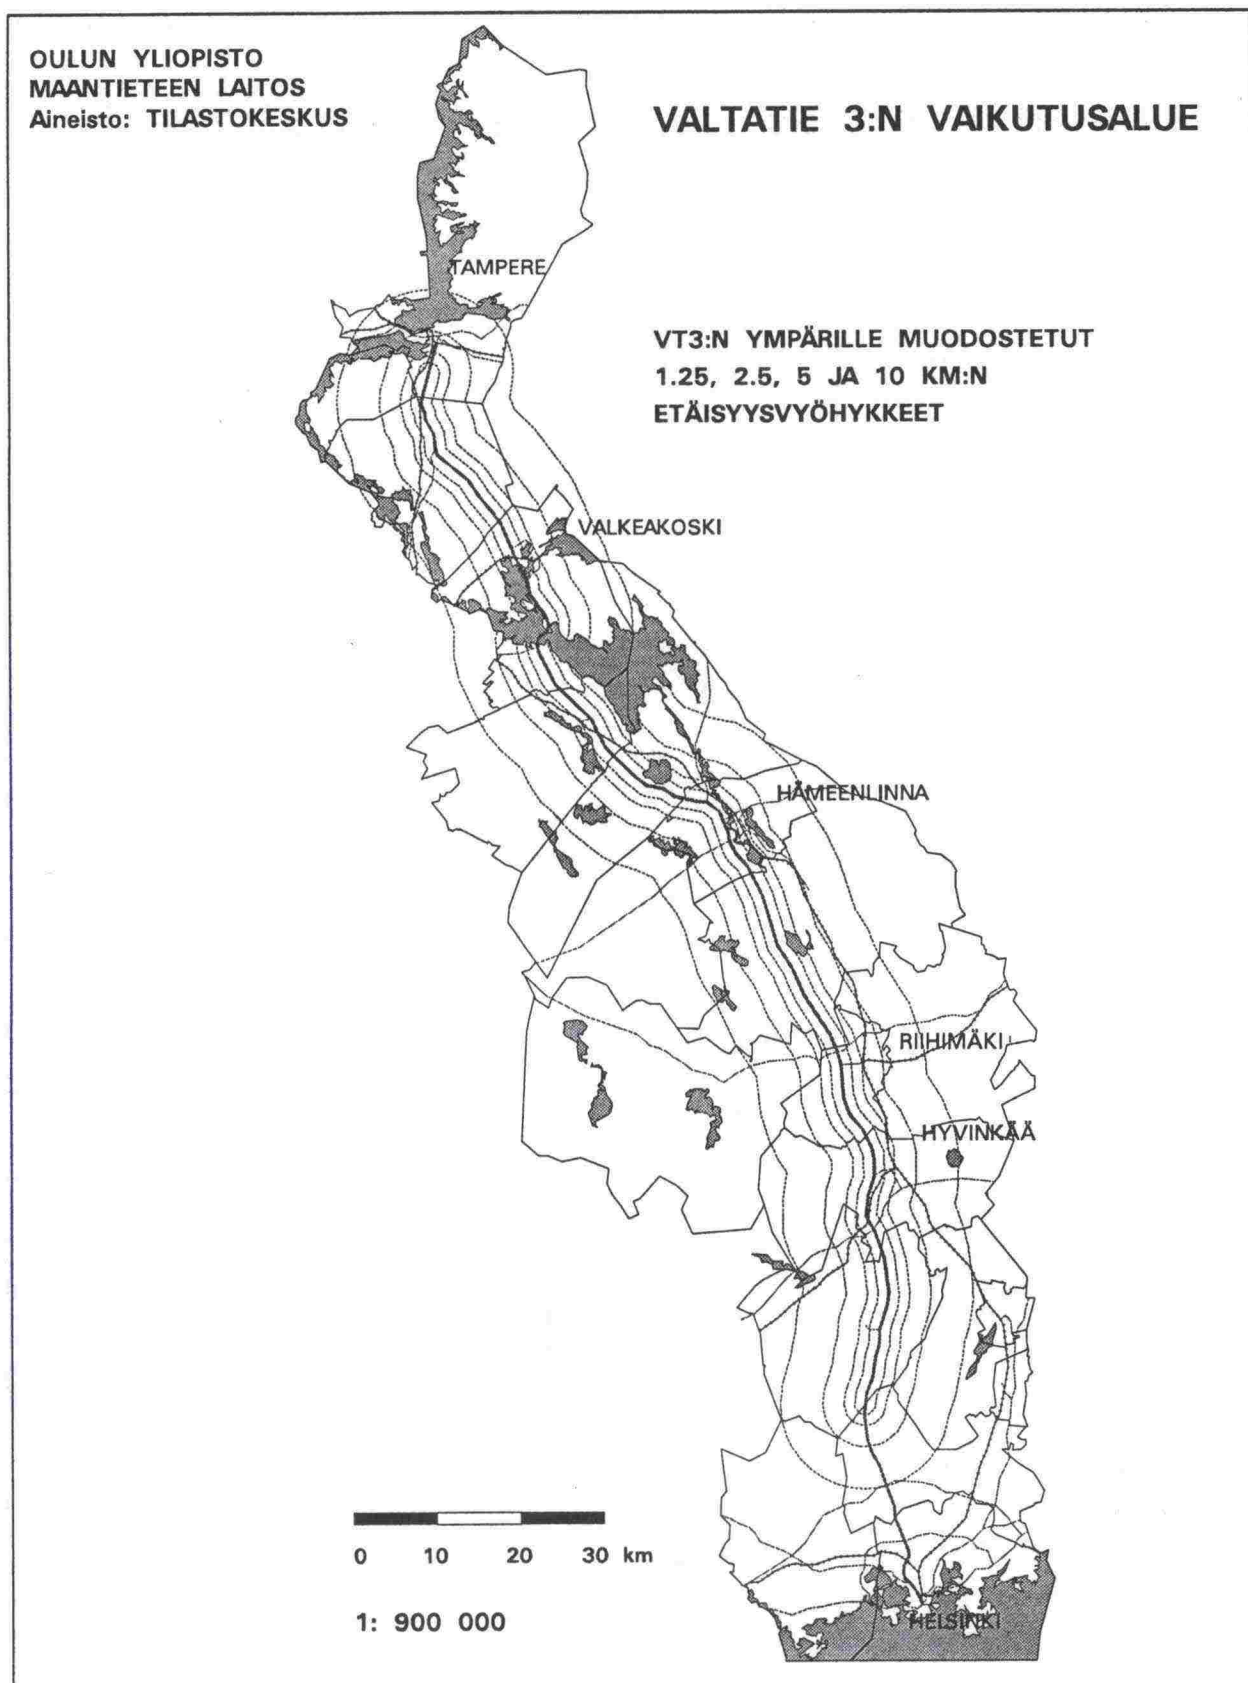 OULUN YLIOPISTO
MAANTIETEEN LAITOS
Aineisto: TILASTOKESKUS
VALTATIE 3:N VAIKUTUSALUE
TAMPERE
VT3:N YMPÄRILLE MUODOSTETUT
1.25, 2.5, 5 JA 10 KM:N
ETÄISYYSVYÖHYKKEET
VALKEAKOSKI
HÄMEENLINNA
RIIHIMÄKI
HYVINKÄÄ
0 10 20 30 km
1: 900 000
HELSINKI